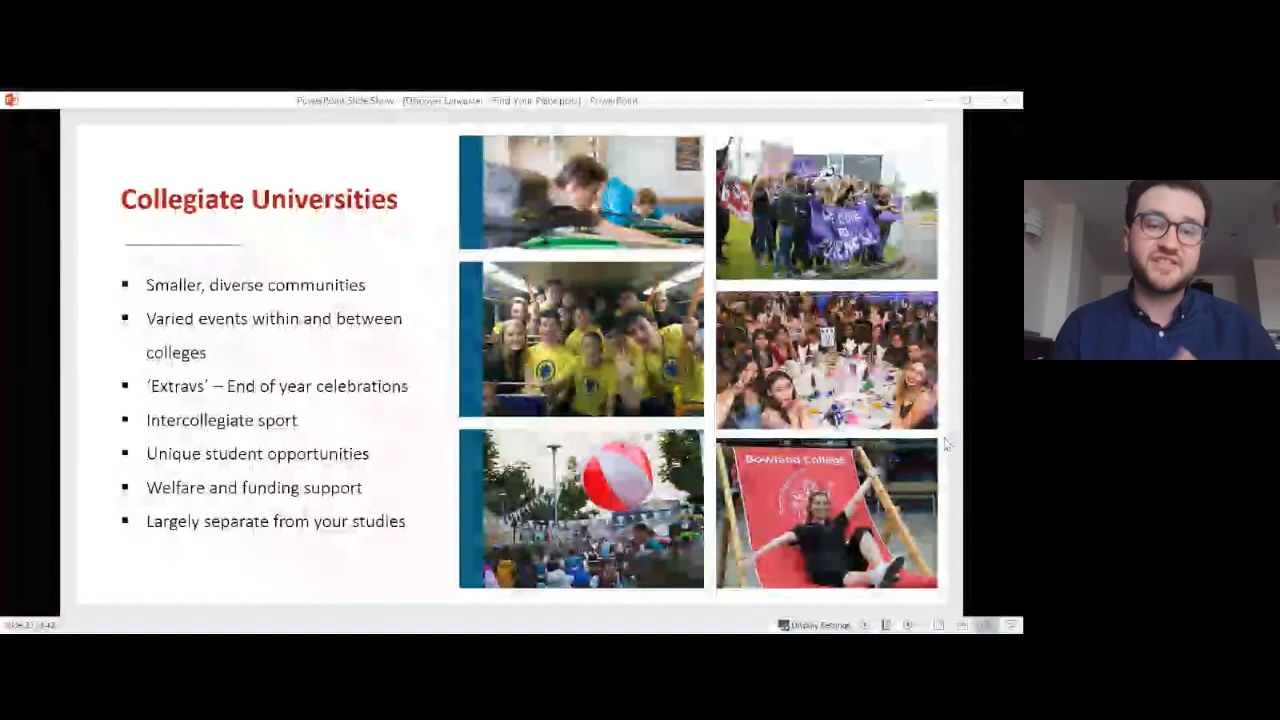 PowerPoint Slide Show - [Discover Lancaster - Find Your Place.pptx] - PowerPoint
Collegiate Universities
Smaller, diverse communities
Varied events within and between
colleges
‘Extravs’ – End of year celebrations
Intercollegiate sport
Unique student opportunities
Welfare and funding support
Largely separate from your studies
Bowland College
Display Settings